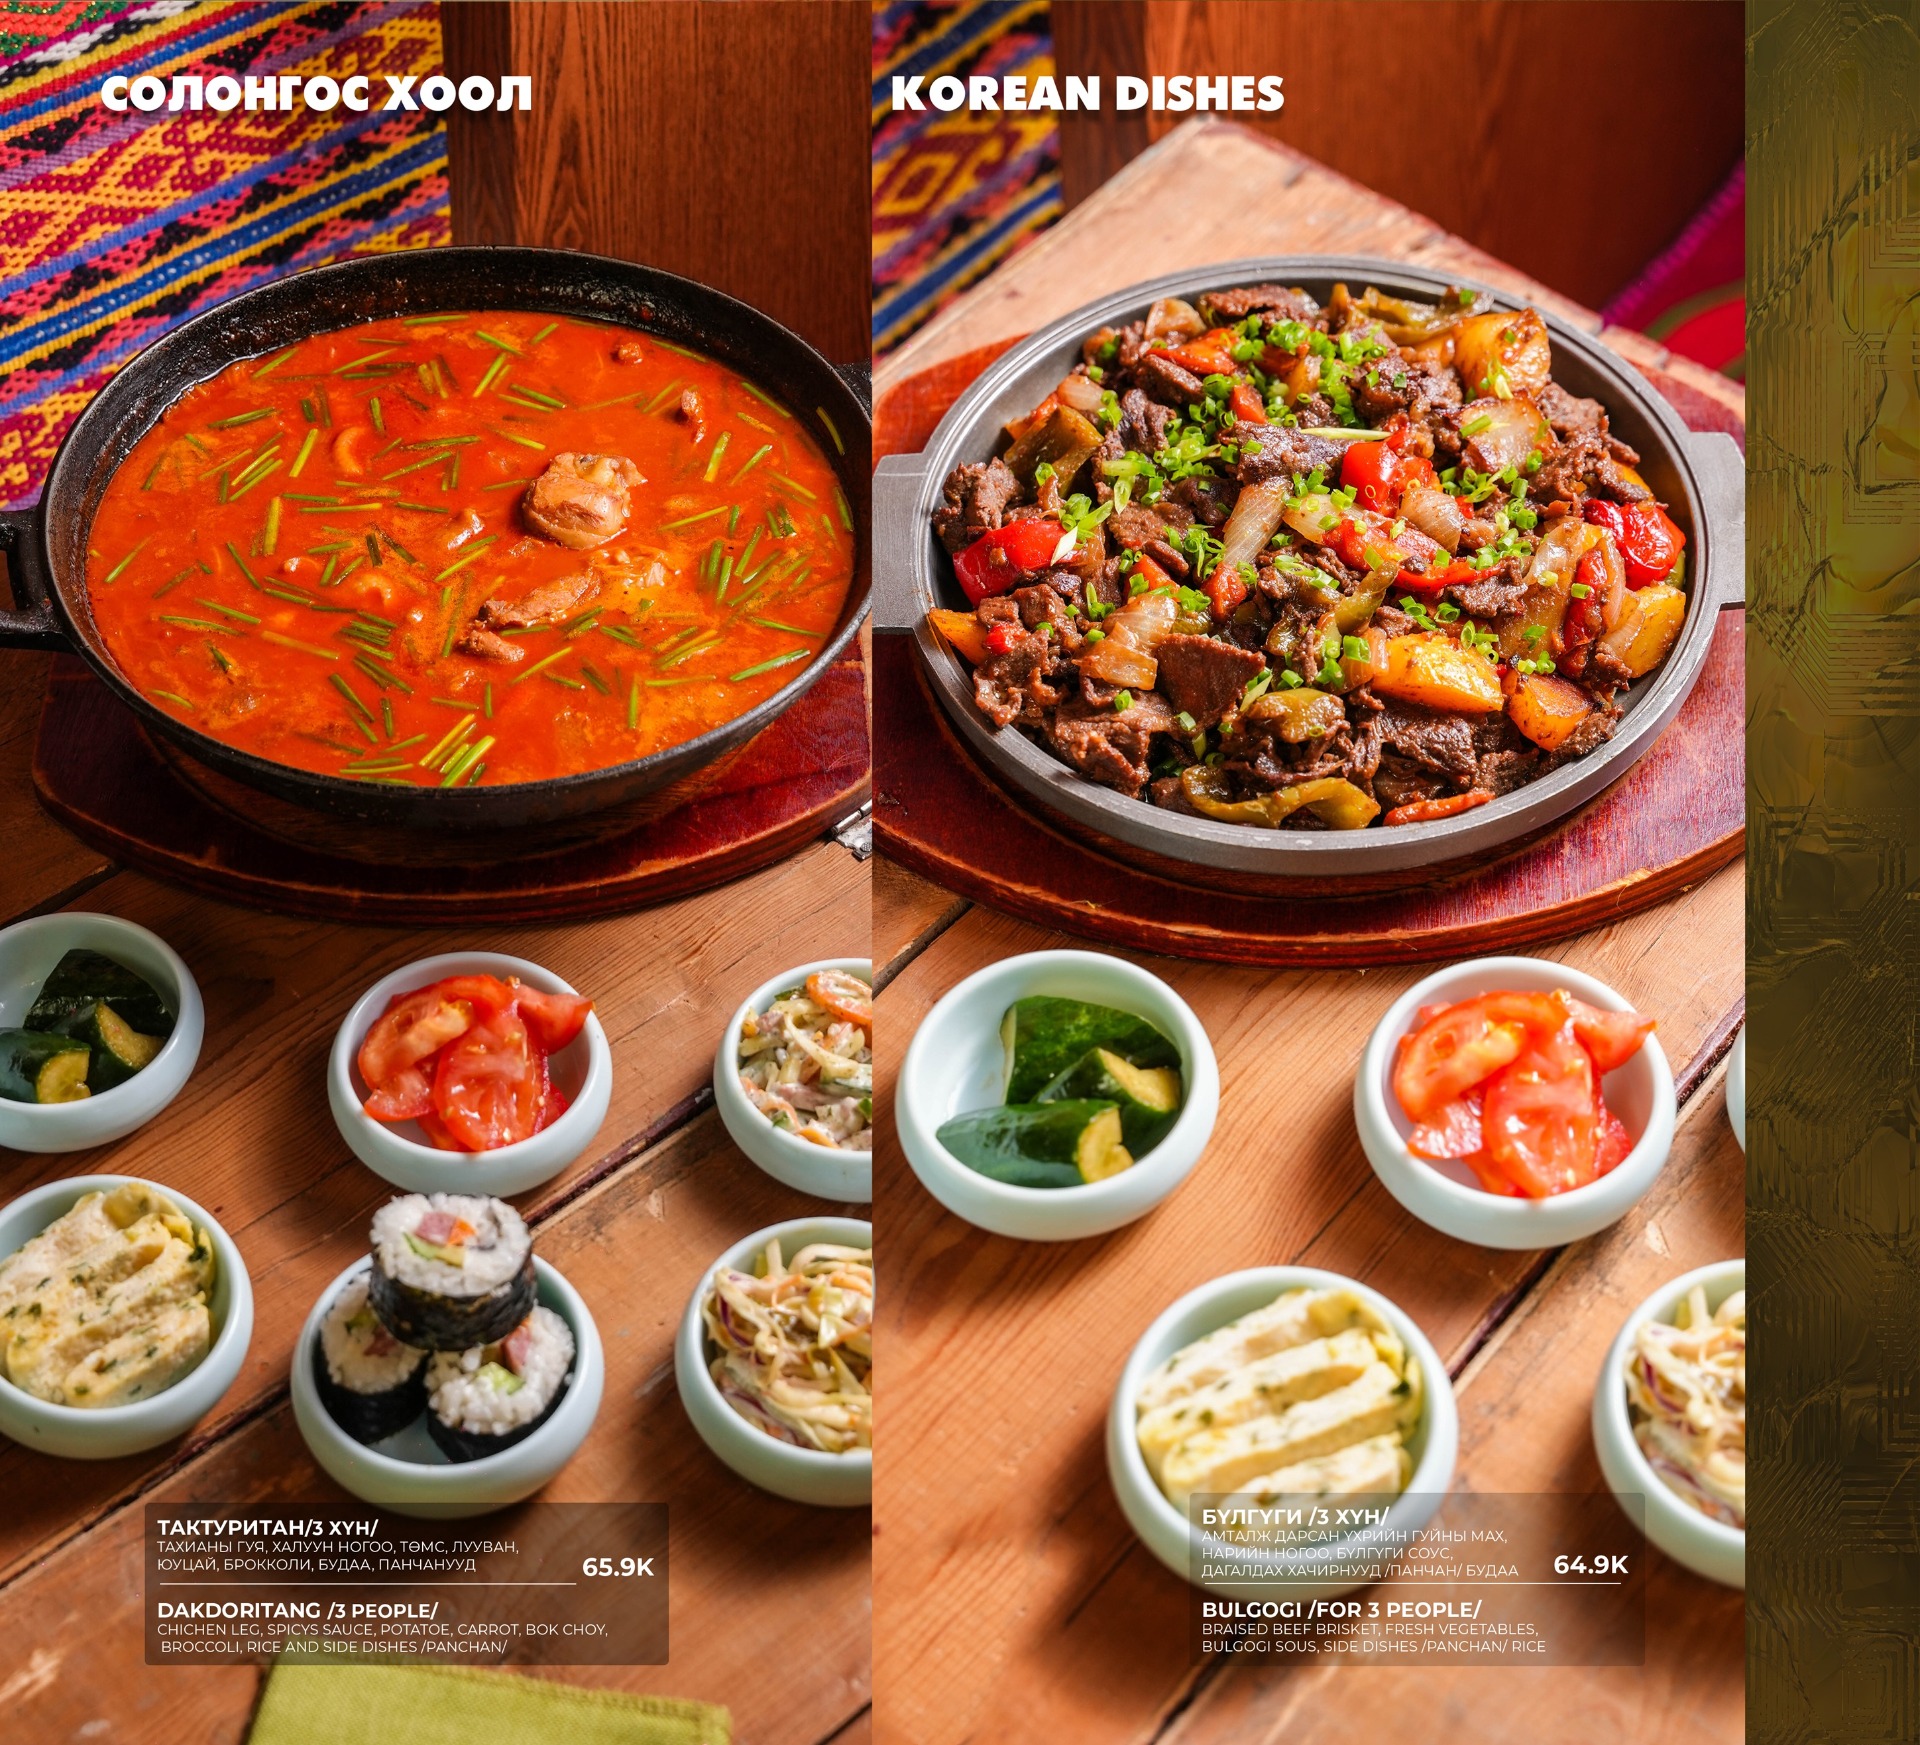 СОЛОНГОС ХООЛ
KOREAN DISHES
ТАКТУРИТАН/3 ХҮН/
ТАХИАНЫ ГУЯ, ХАЛУУН НОГОО, ТӨМС, ЛУУВАН,
ЮУЦАЙ, БРОККОЛИ, БУДАА, ПАНЧАНУУД
65.9K
DAKDORITANG /3 PEOPLE/
CHICHEN LEG, SPICYS SAUCE, POTATOE, CARROT, BOK CHOY,
BROCCOLI, RICE AND SIDE DISHES /PANCHAN/
БҮЛГҮГИ /3 ХҮН/
АМТАЛЖ ДАРСАН ҮХРИЙН ГУЙНЫ МАХ,
НАРИЙН НОГОО, БҮЛГҮГИ СОУС,
ДАГАЛДАХ ХАЧИРНУУД /ПАНЧАН/ БУДАА
64.9K
BULGOGI /FOR 3 PEOPLE/
BRAISED BEEF BRISKET, FRESH VEGETABLES,
BULGOGI SOUS, SIDE DISHES /PANCHAN/ RICE